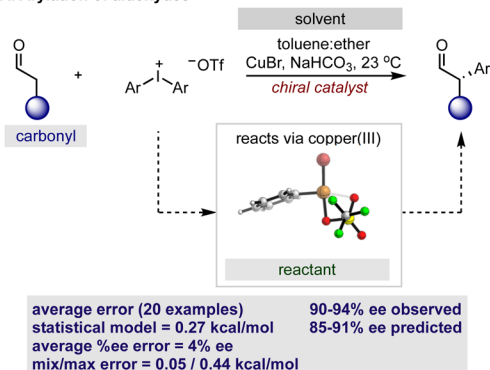 Arylation of aldehydes
solvent
toluene:ether
CuBr, NaHCO3, 23 °C
chiral catalyst
O
+
+
I
Ar Ar
−OTf
O
Ar
carbonyl
reacts via copper(III)
reactant
average error (20 examples)
statistical model = 0.27 kcal/mol
average %ee error = 4% ee
mix/max error = 0.05 / 0.44 kcal/mol
90-94% ee observed
85-91% ee predicted